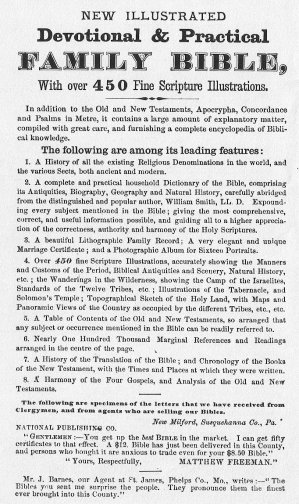 NEW ILLUSTRATED
Devotional & Practical
FAMILY BIBLE,
With over 450 Fine Scripture Illustrations.
In addition to the Old and New Testaments, Apocrypha, Concordance
and Psalms in Metre, it contains a large amount of explanatory matter,
compiled with great care, and furnishing a complete encyclopedia of Bibli-
cal knowledge.
The following are among its leading features:
1. A History of all the existing Religious Denominations in the world, and
the various Sects, both ancient and modern.
2. A complete and practical household Dictionary of the Bible, comprising
its Antiquities, Biography, Geography and Natural History, carefully abridged
from the distinguished and popular author, William Smith, LL. D. Expound-
ing every subject mentioned in the Bible; giving the most comprehensive,
correct, and useful information possible, and guiding all to a higher apprecia-
tion of the correctness, authority and harmony of the Holy Scriptures.
3. A beautiful Lithographic Family Record; A very elegant and unique
Marriage Certificate; and a Photographic Album for Sixteen Portraits.
4. Over 450 fine Scripture Illustrations, accurately showing the Manners
and Customs of the Period, Biblical Antiquities and Scenery, Natural History,
etc.; the Wanderings in the Wilderness, showing the Camp of the Israelites,
Standards of the Twelve Tribes, etc.; Illustrations of the Tabernacle, and
Solomon's Temple; Topographical Sketch of the Holy Land, with Maps and
Panoramic Views of the Country as occupied by the different Tribes, etc., etc.
5. A Table of Contents of the Old and New Testaments, so arranged that
any subject or occurrence mentioned in the Bible can be readily referred to.
6. Nearly One Hundred Thousand Marginal References and Readings
arranged in the centre of the page.
7. A History of the Translation of the Bible; and Chronology of the Books
of the New Testament, with the Times and Places at which they were written.
8. A Harmony of the Four Gospels, and Analysis of the Old and New
Testaments.
The following are specimens of the letters that we have received from
Clergymen, and from agents who are selling our Bibles.
New Milford, Susquehanna Co., Pa.
NATIONAL PUBLISHING CO.
"GENTLEMEN:—You get up the best BIBLE in the market. I can get fifty
certificates to that effect. A $12. Bible has just been delivered in this County,
and persons who bought it are anxious to trade even for your $8.50 Bible."
"Yours, Respectfully, MATTHEW FREEMAN."
Mr. J. Barnes, our Agent at St. James, Phelps Co., Mo., writes:—"The
Bibles you sent me surprise the people. They pronounce them the finest
ever brought into this County."